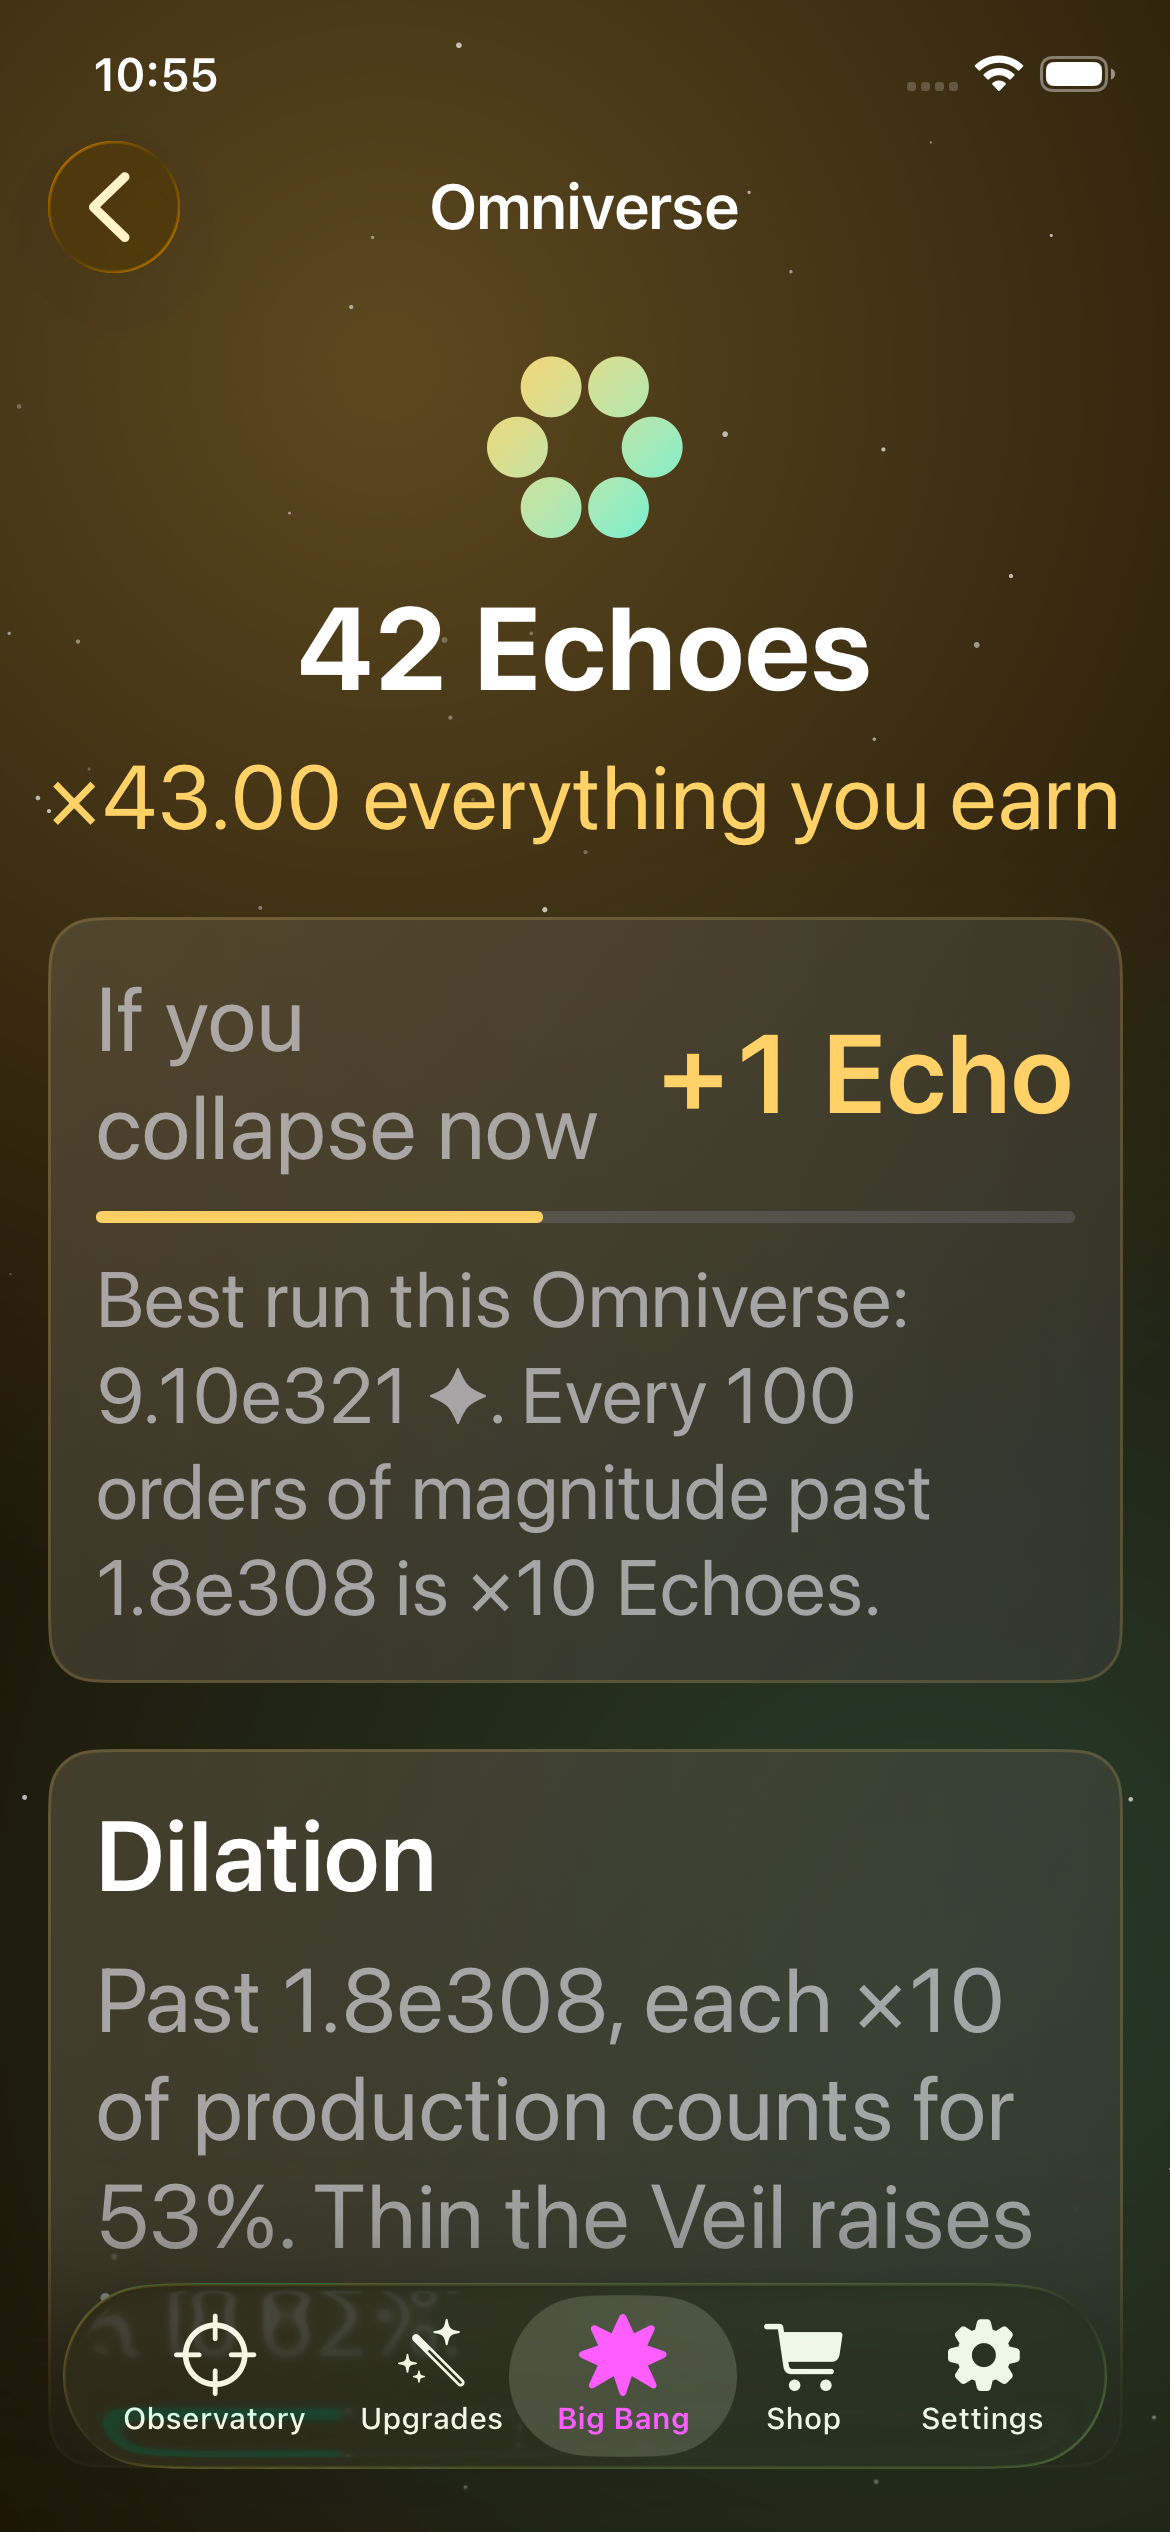 10:55
Omniverse
42 Echoes
×43.00 everything you earn
If you
collapse now
+1 Echo
Best run this Omniverse:
9.10e321 ✦. Every 100
orders of magnitude past
1.8e308 is ×10 Echoes.
Dilation
Past 1.8e308, each ×10
of production counts for
53%. Thin the Veil raises
Observatory
Upgrades
Big Bang
Shop
Settings